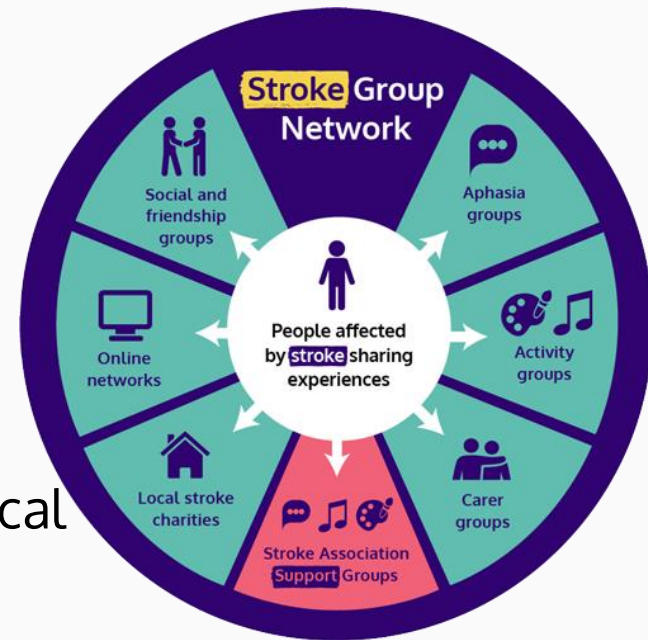 Stroke Group
Network
Aphasia
groups
Activity
groups
Carer
groups
Stroke Association
Support Groups
Local stroke
charities
Online
networks
Social and
friendship
groups
People affected
by stroke sharing
experiences
cal